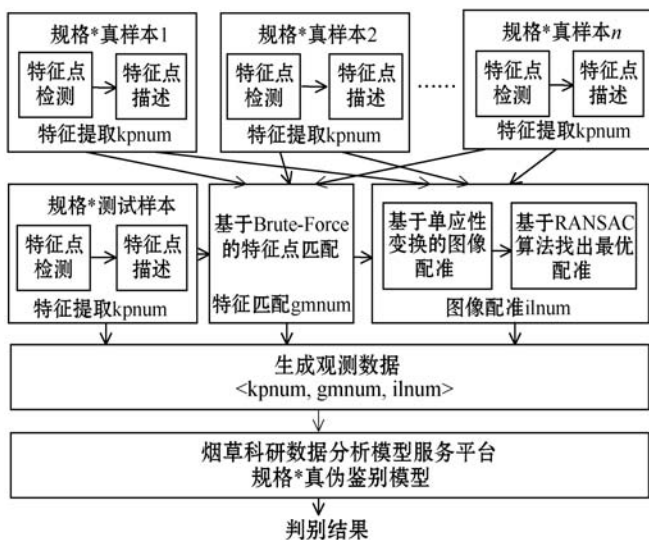 规格*真样本1
特征点
检测
特征点
描述
特征提取kpnum
规格*真样本2
特征点
检测
特征点
描述
特征提取kpnum
……
规格*真样本n
特征点
检测
特征点
描述
特征提取kpnum
规格*测试样本
特征点
检测
特征点
描述
特征提取kpnum
基于Brute-Force
的特征点匹配
特征匹配gmnum
基于单应性
变换的图像
配准
基于RANSAC
算法找出最优
配准
图像配准ilnum
生成观测数据
<kpnum, gmnum, ilnum>
烟草科研数据分析模型服务平台
规格*真伪鉴别模型
判别结果